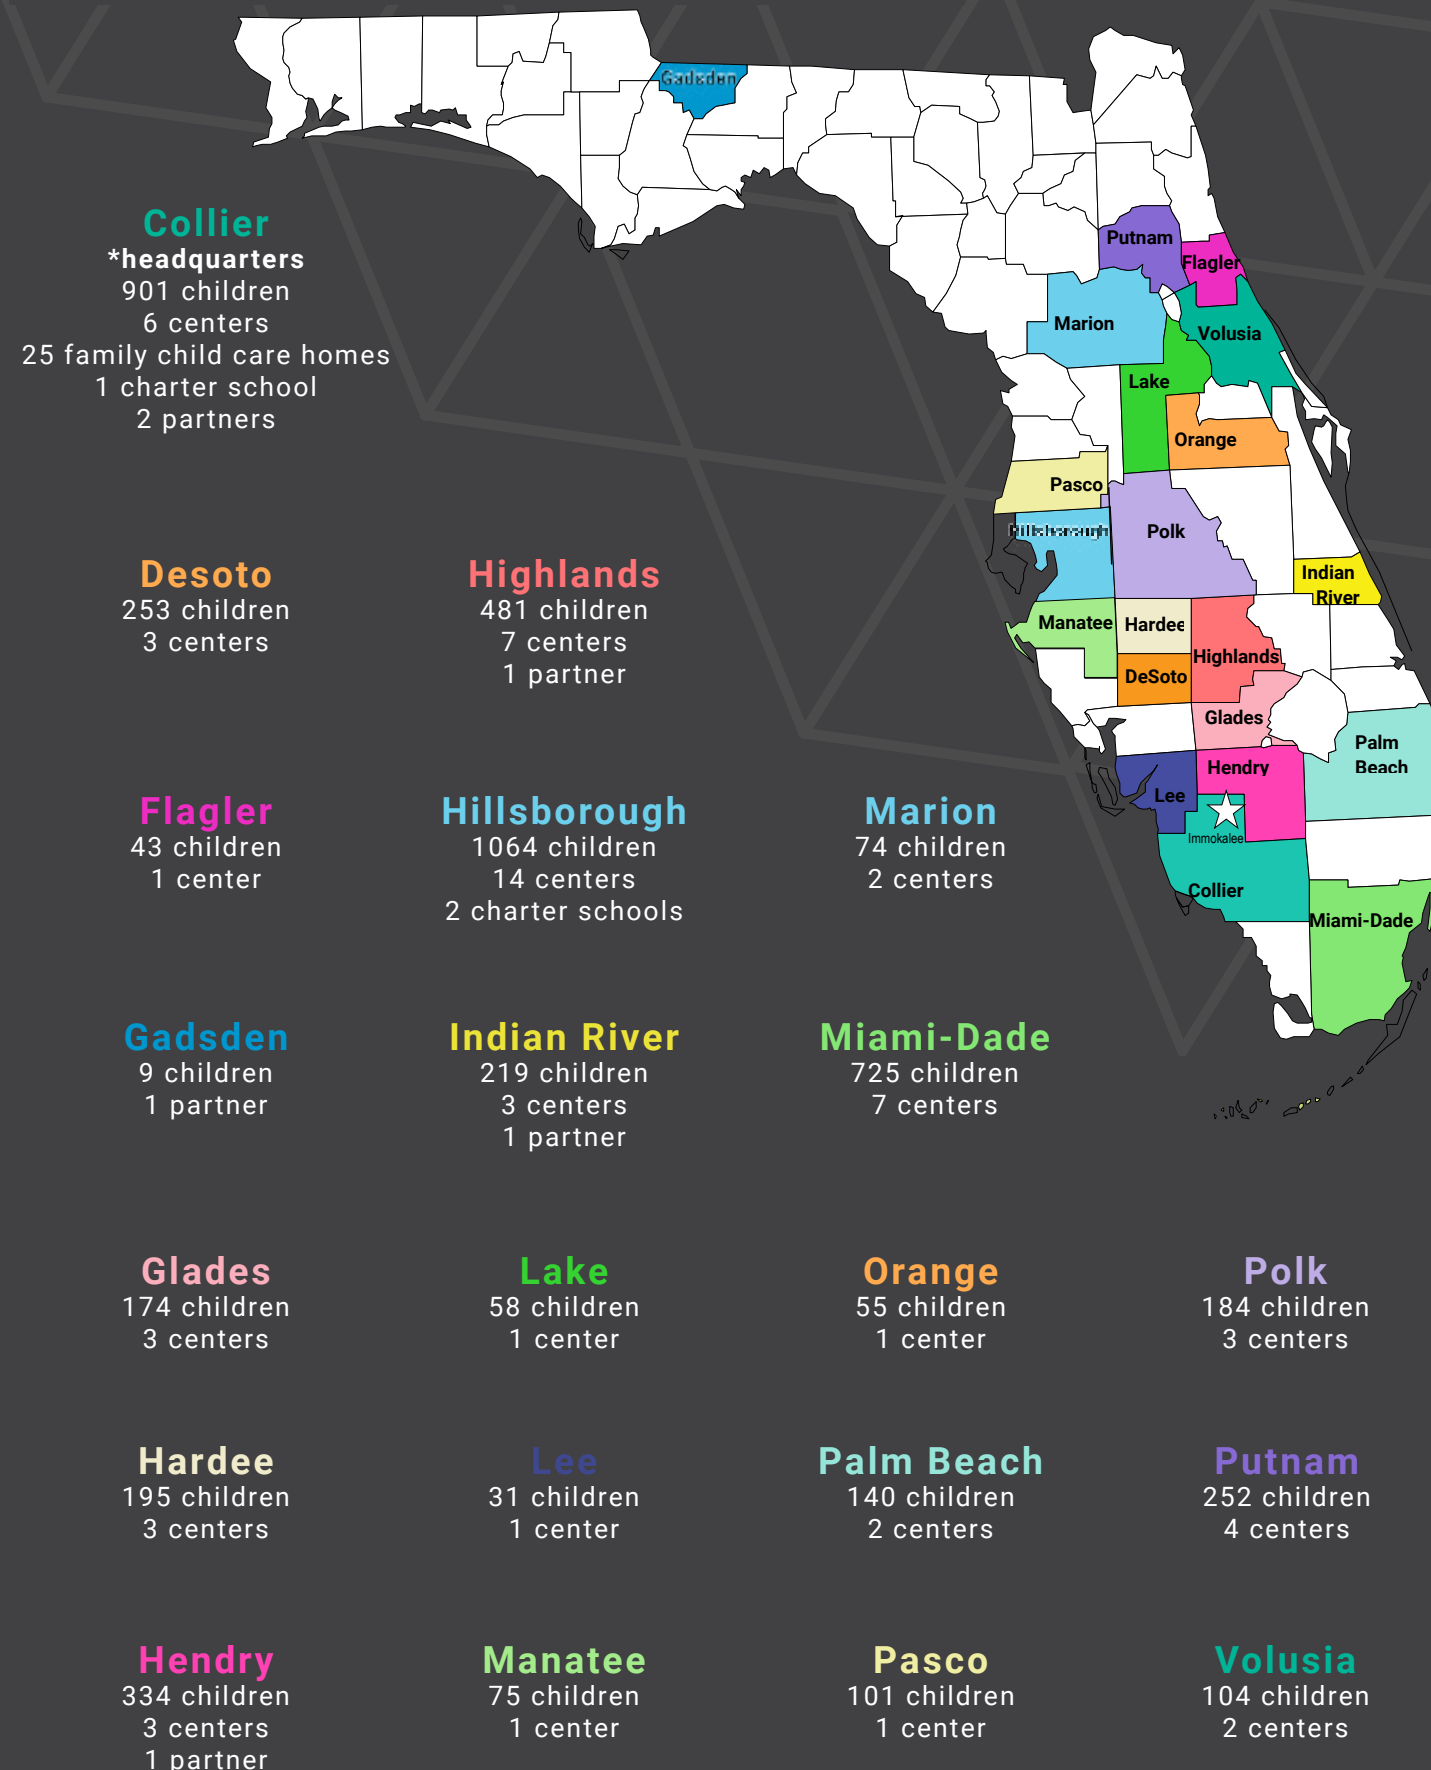 Gadsden
Putnam
Flagler
Marion
Volusia
Lake
Orange
Pasco
Hillsborough
Polk
Indian
River
Manatee
Hardee
Highlands
DeSoto
Glades
Palm
Beach
Hendry
Lee
Immokalee
Collier
Miami-Dade
Collier
*headquarters
901 children
6 centers
25 family child care homes
1 charter school
2 partners
Desoto
253 children
3 centers
Highlands
481 children
7 centers
1 partner
Flagler
43 children
1 center
Hillsborough
1064 children
14 centers
2 charter schools
Marion
74 children
2 centers
Gadsden
9 children
1 partner
Indian River
219 children
3 centers
1 partner
Miami-Dade
725 children
7 centers
Glades
174 children
3 centers
Lake
58 children
1 center
Orange
55 children
1 center
Polk
184 children
3 centers
Hardee
195 children
3 centers
Lee
31 children
1 center
Palm Beach
140 children
2 centers
Putnam
252 children
4 centers
Hendry
334 children
3 centers
1 partner
Manatee
75 children
1 center
Pasco
101 children
1 center
Volusia
104 children
2 centers